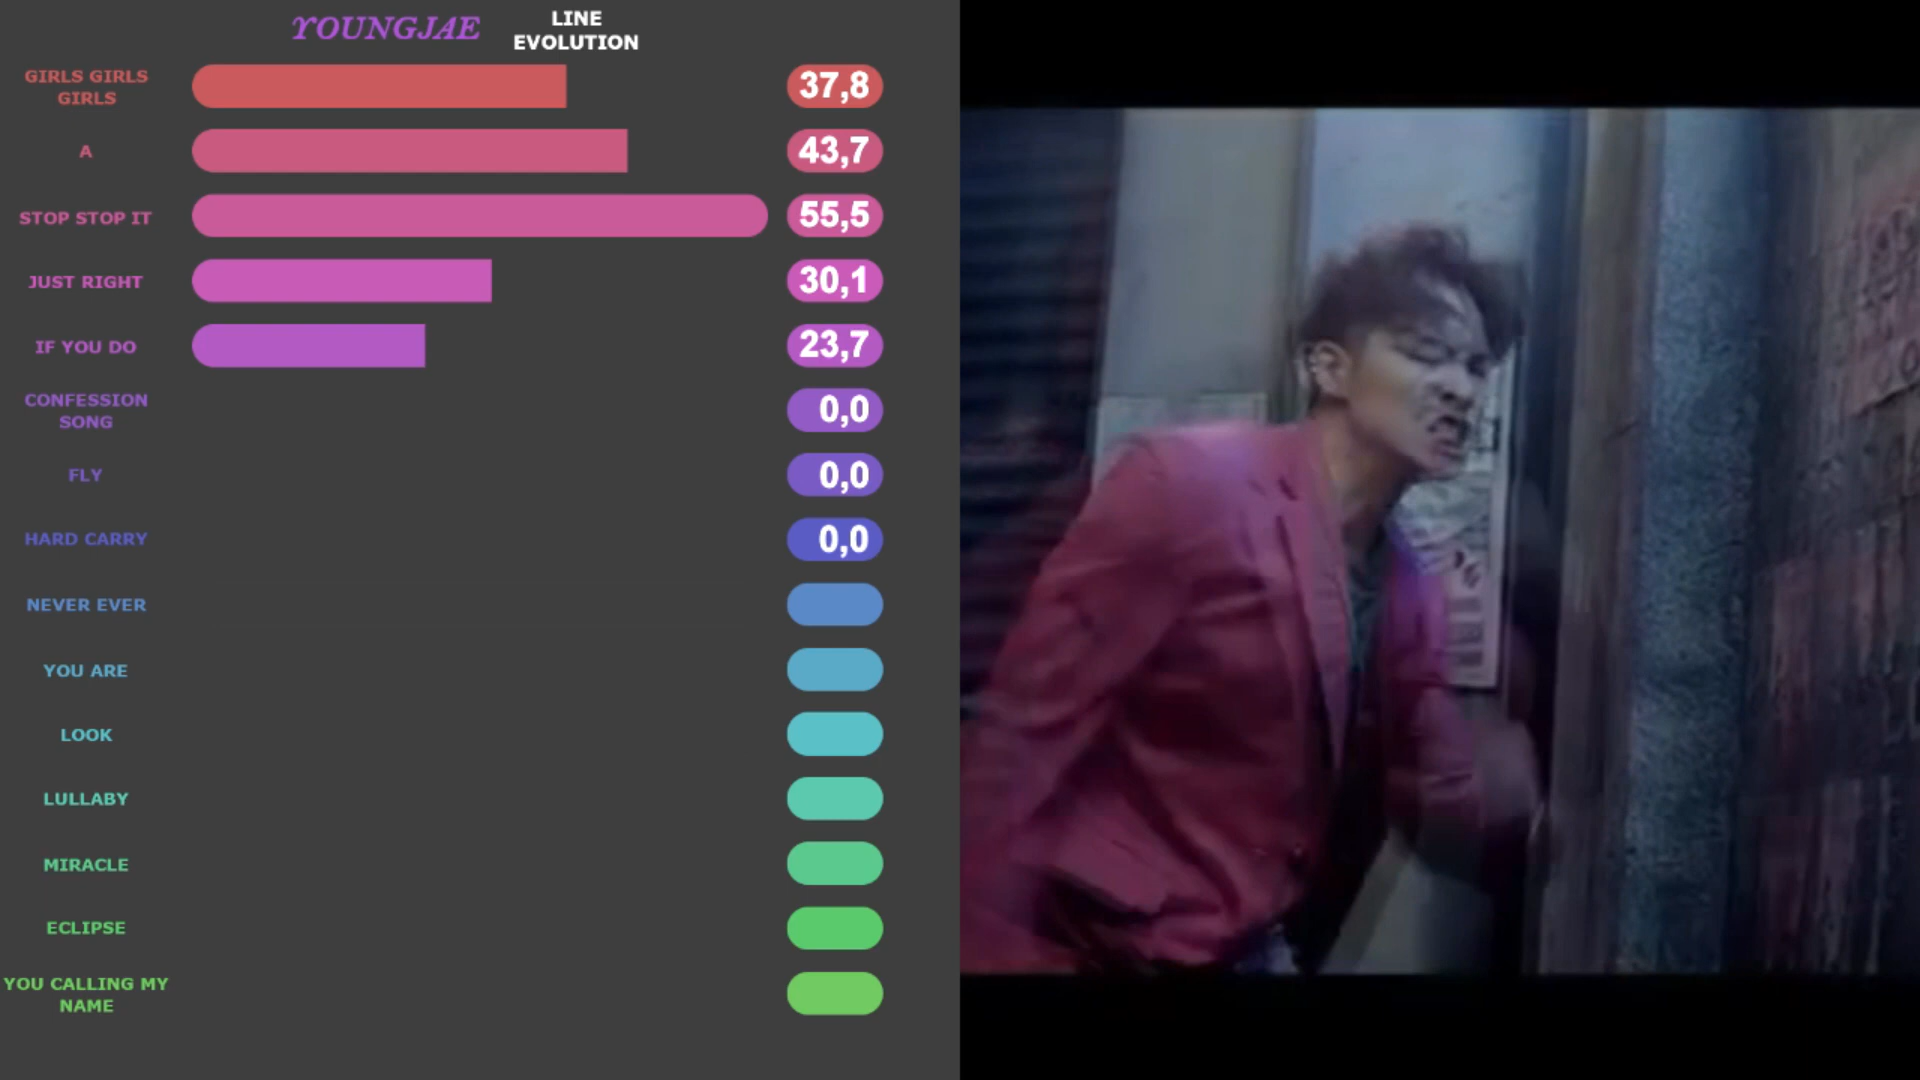 YOUNGJAE
LINE
EVOLUTION
GIRLS GIRLS
GIRLS
37,8
A
43,7
STOP STOP IT
55,5
JUST RIGHT
30,1
IF YOU DO
23,7
CONFESSION
SONG
0,0
FLY
0,0
HARD CARRY
0,0
NEVER EVER
YOU ARE
LOOK
LULLABY
MIRACLE
ECLIPSE
YOU CALLING MY
NAME